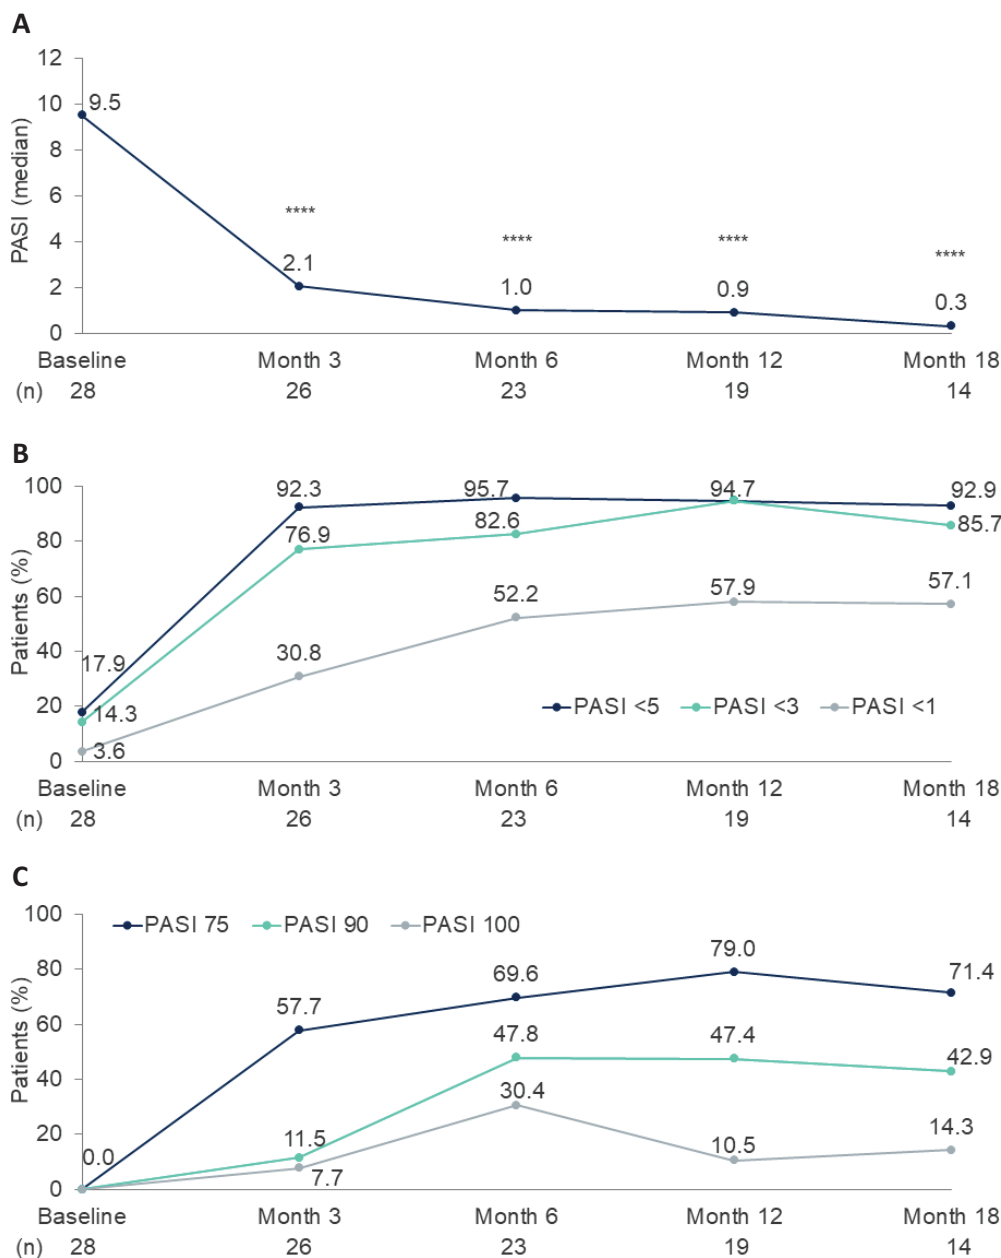 A
12
10
8
6
4
2
0
PASI (median)
9.5
****
2.1
****
1.0
****
0.9
****
0.3
Baseline Month 3 Month 6 Month 12 Month 18
(n) 28 26 23 19 14
B
100
80
60
40
20
0
Patients (%)
92.3 95.7 94.7 92.9
76.9 82.6 85.7
52.2 57.9 57.1
30.8
17.9
14.3
3.6
PASI <5 PASI <3 PASI <1
Baseline Month 3 Month 6 Month 12 Month 18
(n) 28 26 23 19 14
C
100
80
60
40
20
0
Patients (%)
PASI 75 PASI 90 PASI 100
57.7 69.6 79.0 71.4
47.8 47.4 42.9
30.4
0.0 11.5 10.5 14.3
7.7
Baseline Month 3 Month 6 Month 12 Month 18
(n) 28 26 23 19 14